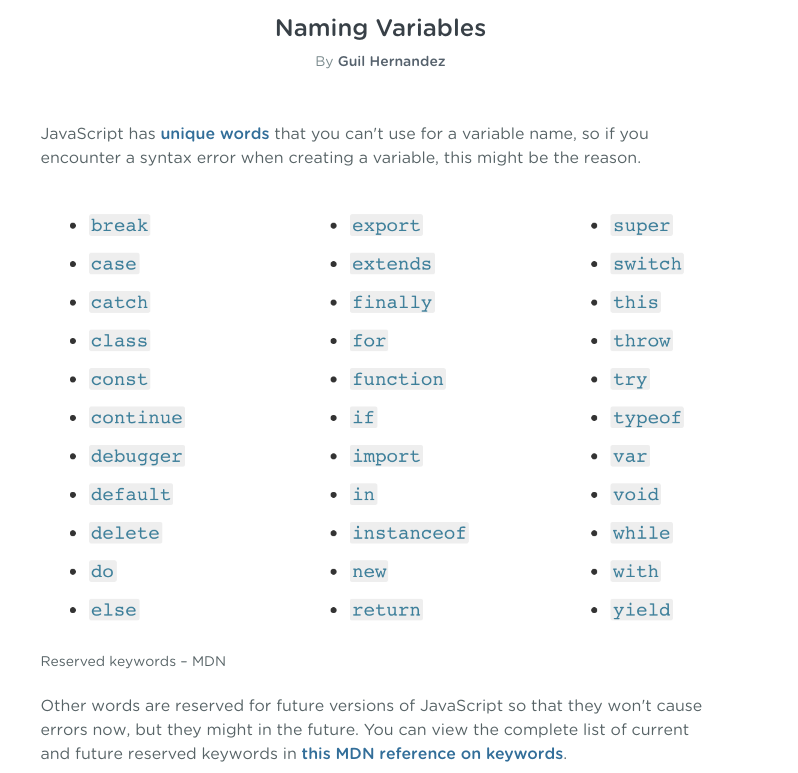 Naming Variables
By Guil Hernandez
JavaScript has unique words that you can't use for a variable name, so if you
encounter a syntax error when creating a variable, this might be the reason.
break
case
catch
class
const
continue
debugger
default
delete
do
else
export
extends
finally
for
function
if
import
in
instanceof
new
return
super
switch
this
throw
try
typeof
var
void
while
with
yield
Reserved keywords – MDN
Other words are reserved for future versions of JavaScript so that they won't cause
errors now, but they might in the future. You can view the complete list of current
and future reserved keywords in this MDN reference on keywords.